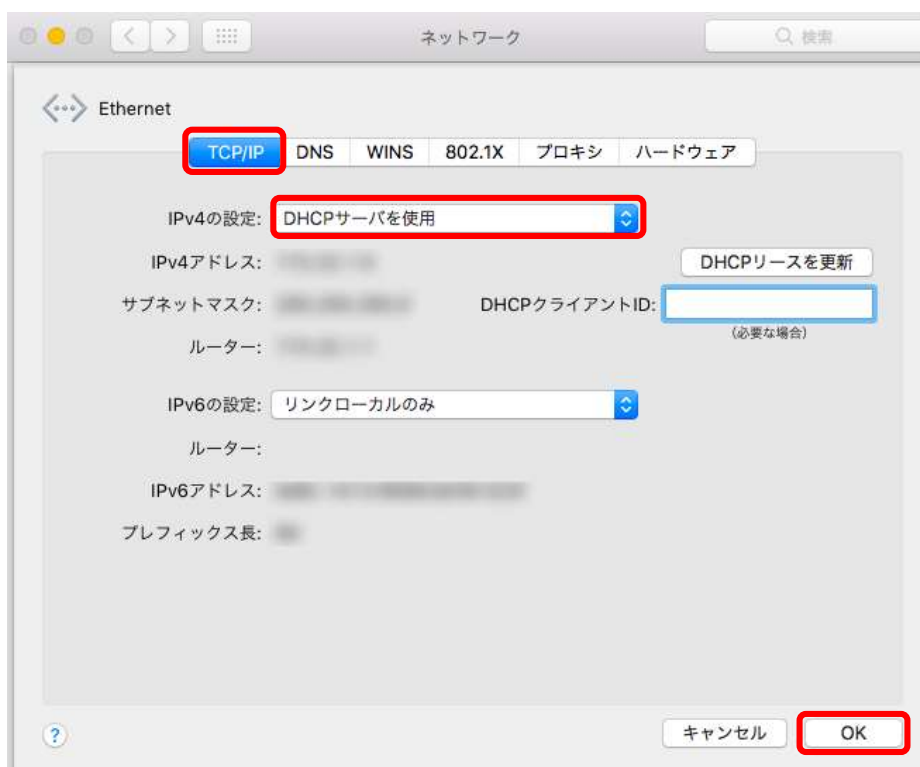 ネットワーク
検索
Ethernet
TCP/IP DNS WINS 802.1X プロキシ ハードウェア
IPv4の設定: DHCPサーバを使用
IPv4アドレス: DHCPリースを更新
サブネットマスク: DHCPクライアントID:
(必要な場合)
ルーター:
IPv6の設定: リンクローカルのみ
ルーター:
IPv6アドレス:
プレフィックス長:
? キャンセル OK